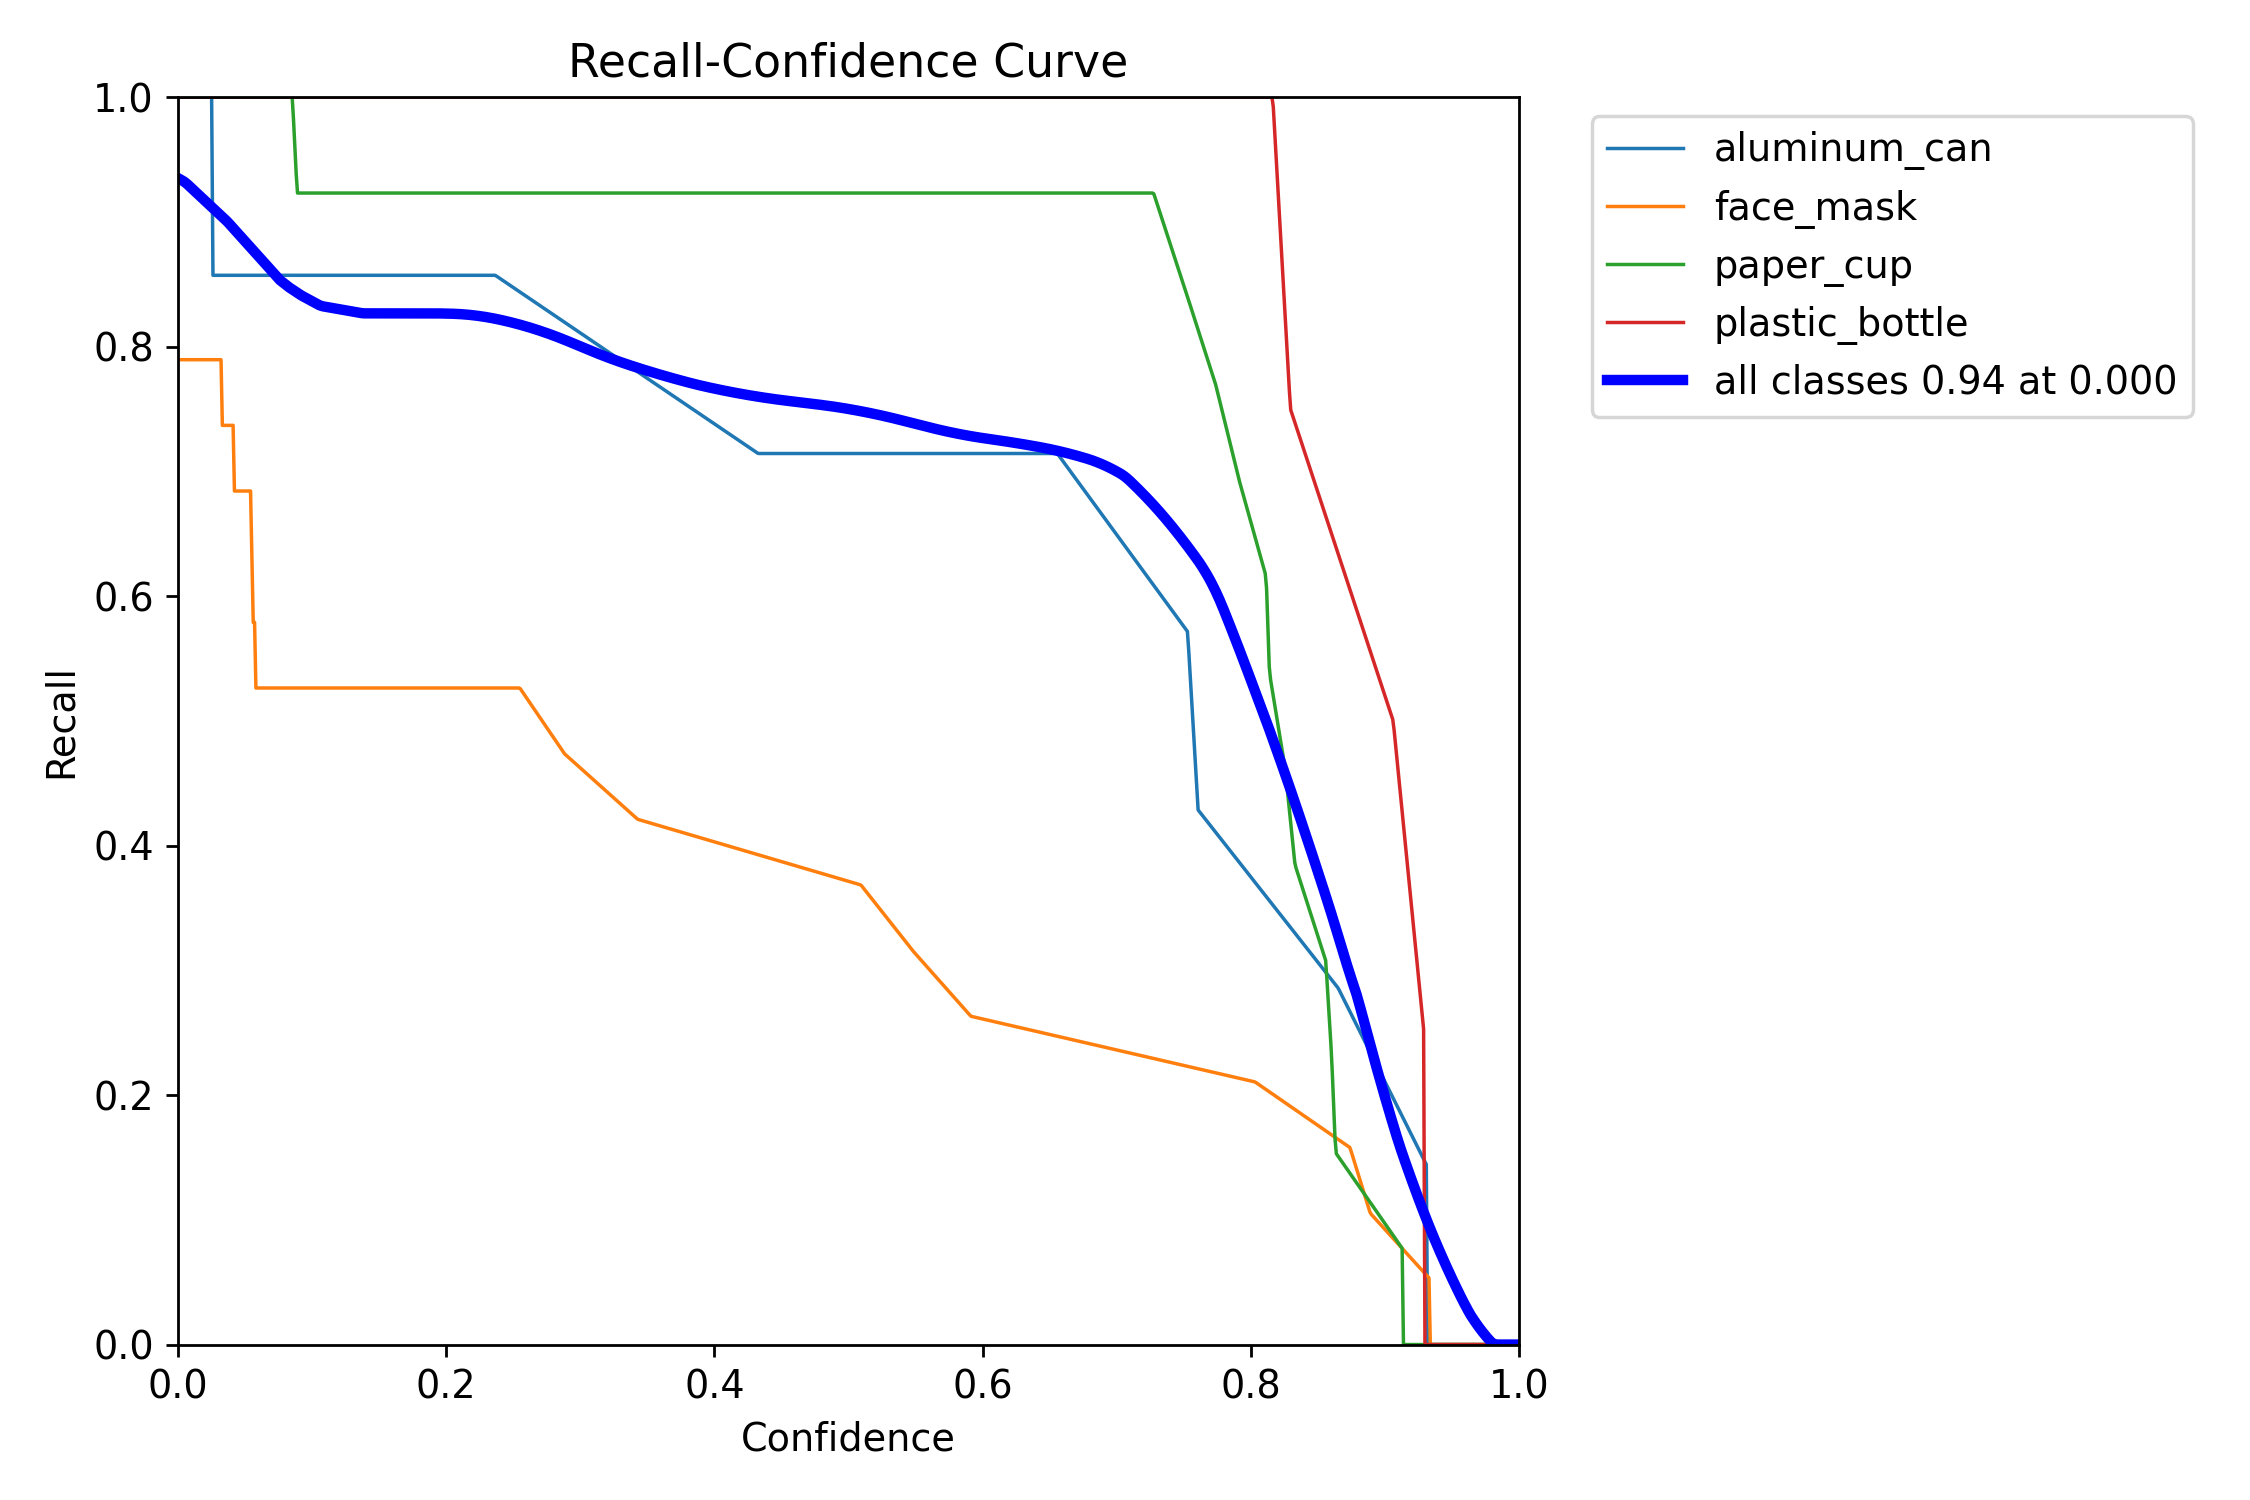 Recall-Confidence Curve
1.0
0.8
0.6
0.4
0.2
0.0
Recall
0.0 0.2 0.4 0.6 0.8 1.0
Confidence
aluminum_can
face_mask
paper_cup
plastic_bottle
all classes 0.94 at 0.000